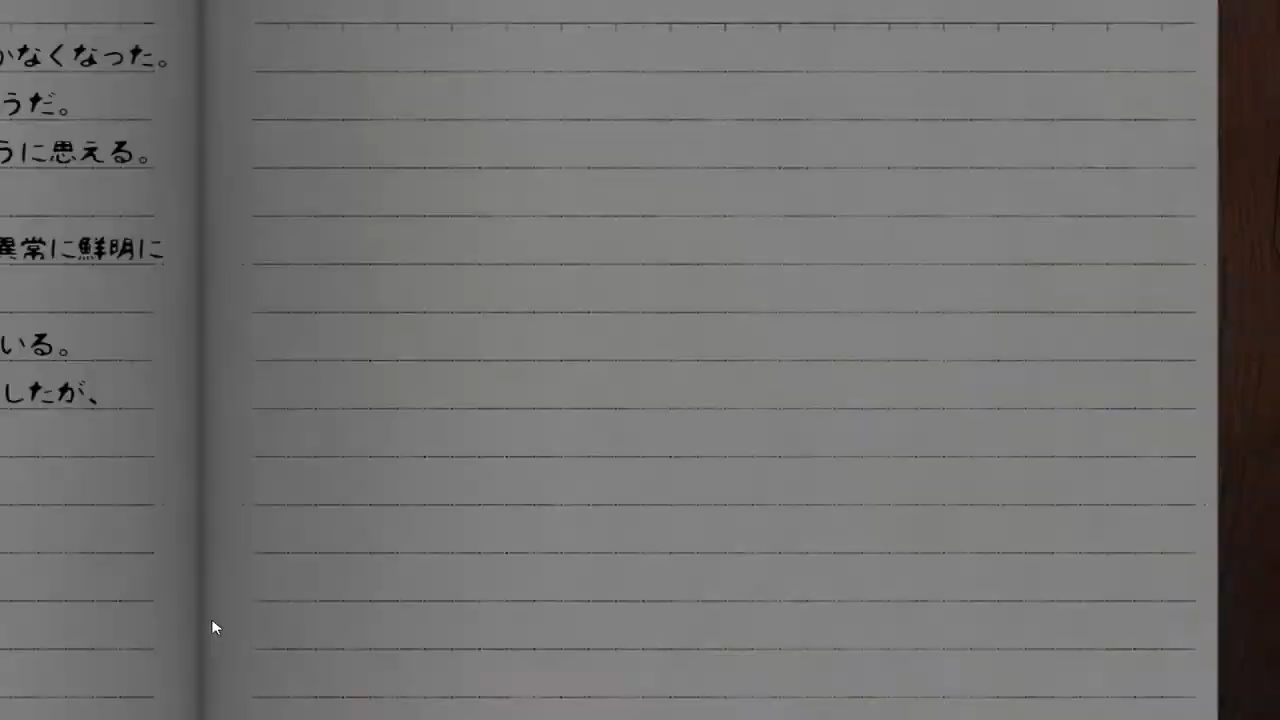 かなくなった。
うだ。
うに思える。
異常に鮮明に
いる。
したが、